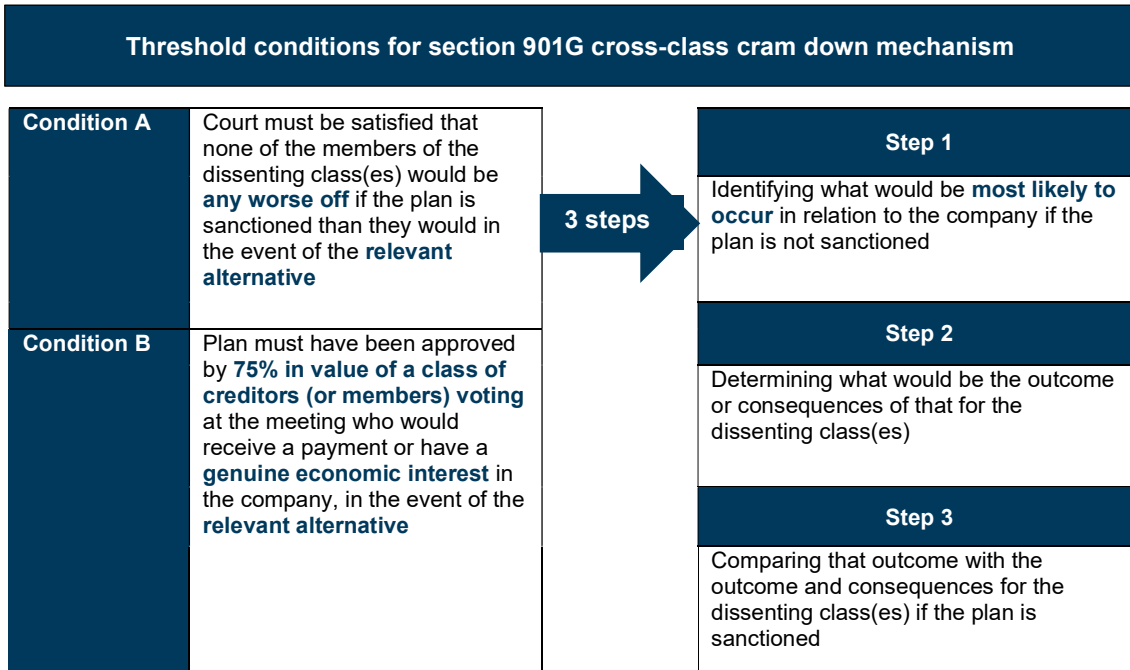 Threshold conditions for section 901G cross-class cram down mechanism
Condition A
Court must be satisfied that
none of the members of the
dissenting class(es) would be
any worse off if the plan is
sanctioned than they would in
the event of the relevant
alternative
Condition B
Plan must have been approved
by 75% in value of a class of
creditors (or members) voting
at the meeting who would
receive a payment or have a
genuine economic interest in
the company, in the event of the
relevant alternative
3 steps
Step 1
Identifying what would be most likely to
occur in relation to the company if the
plan is not sanctioned
Step 2
Determining what would be the outcome
or consequences of that for the
dissenting class(es)
Step 3
Comparing that outcome with the
outcome and consequences for the
dissenting class(es) if the plan is
sanctioned